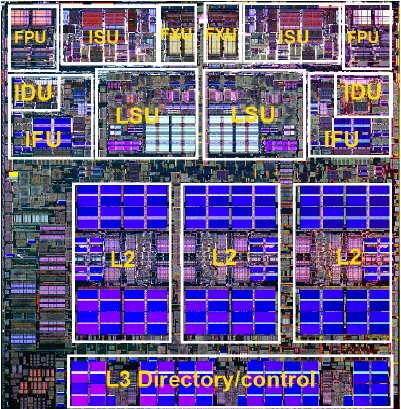 FPU ISU FXU FXU ISU FPU
IDU LSU LSU IDU
IFU IFU
L2 L2 L2
L3 Directory/control